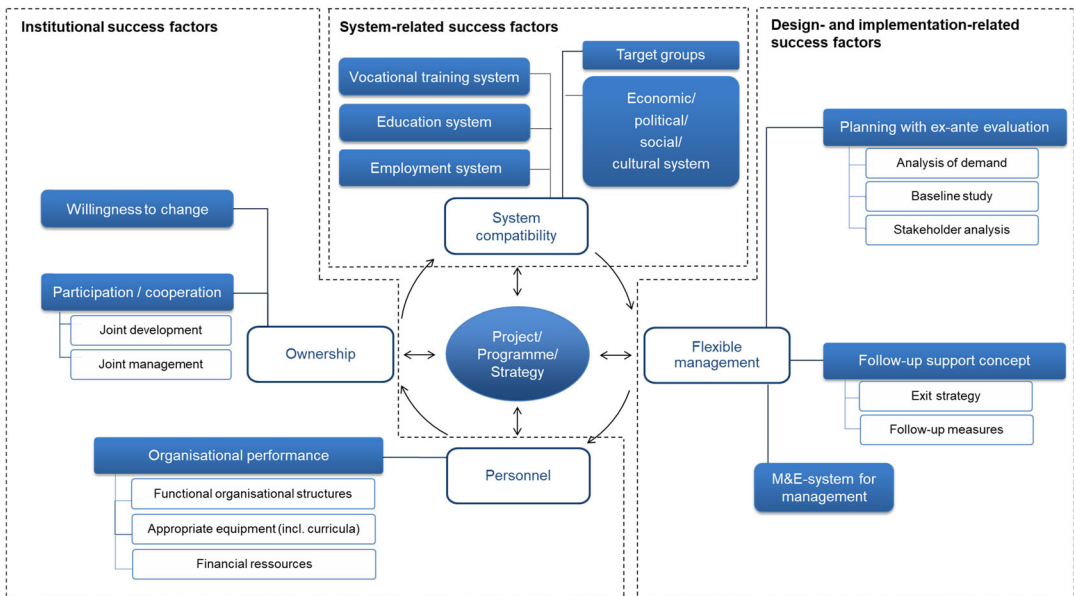 Institutional success factors
Willingness to change
Participation / cooperation
Joint development
Joint management
Ownership
Organisational performance
Functional organisational structures
Appropriate equipment (incl. curricula)
Financial ressources
Personnel
System-related success factors
Vocational training system
Education system
Employment system
Target groups
Economic/
political/
social/
cultural system
System
compatibility
Project/
Programme/
Strategy
Design- and implementation-related
success factors
Planning with ex-ante evaluation
Analysis of demand
Baseline study
Stakeholder analysis
Flexible
management
Follow-up support concept
Exit strategy
Follow-up measures
M&E-system for
management